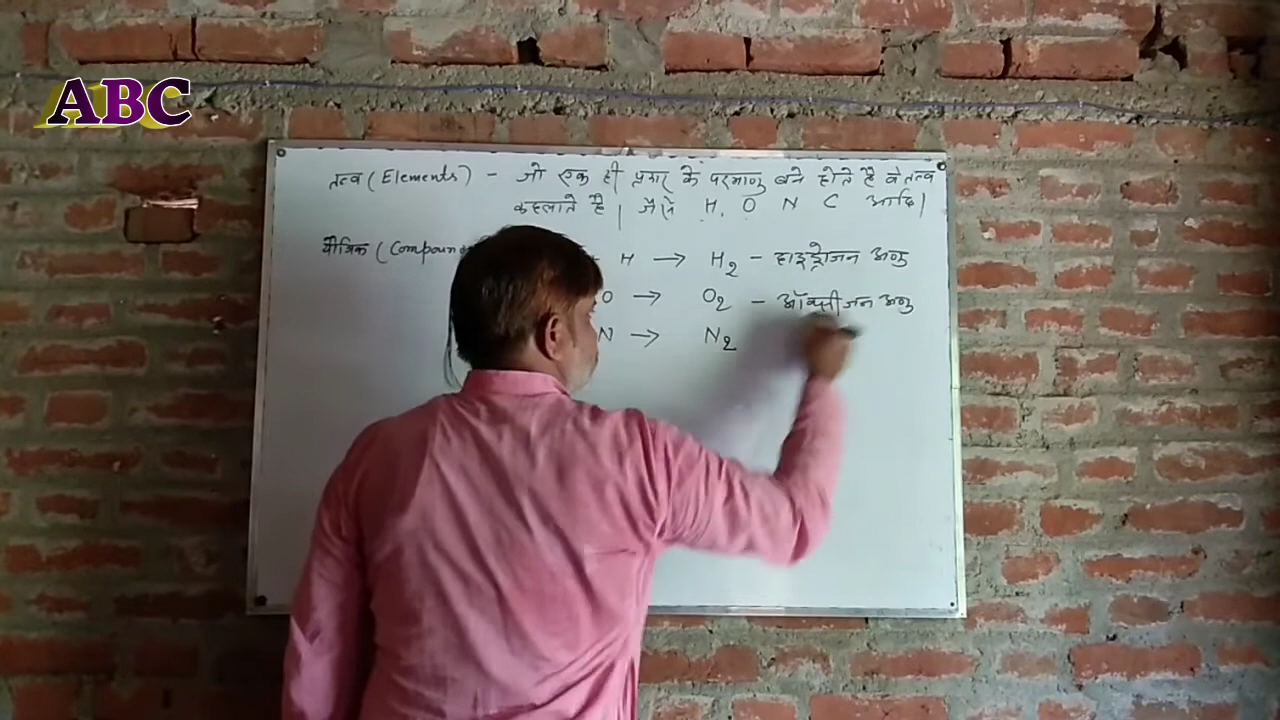 ABC
तत्व (Elements) - जो एक ही प्रकार के परमाणु बने होते है वे तत्व
कहलाते है। जैसे H, O N C आदि।
यौगिक (Compoun H → H₂ - हाइड्रोजन अणु
O → O₂ - ऑक्सीजन अणु
N → N₂